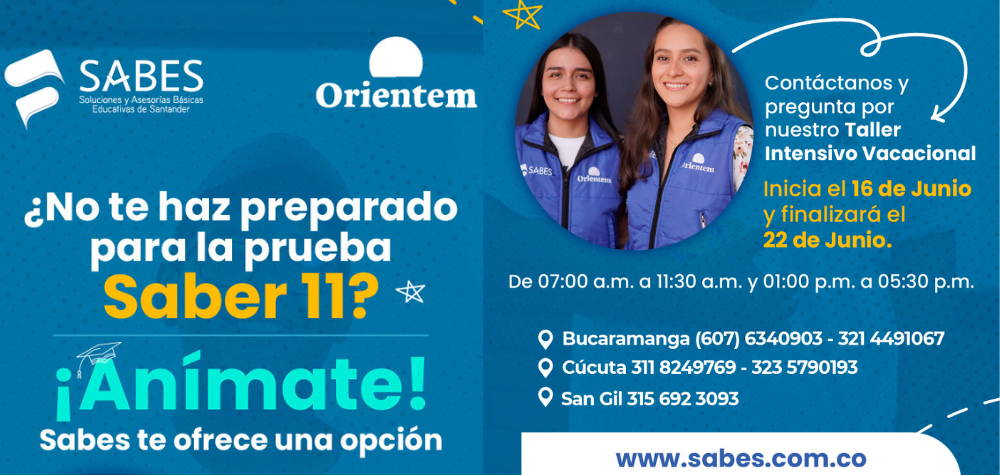 SABES
Soluciones y Asesorías Básicas
Educativas de Santander
Orientem
¿No te haz preparado
para la prueba
Saber 11?
¡Anímate!
Sabes te ofrece una opción
SABES
Orientem
Orientem
Contáctanos y
pregunta por
nuestro Taller
Intensivo Vacacional
Inicia el 16 de Junio
y finalizará el
22 de Junio.
De 07:00 a.m. a 11:30 a.m. y 01:00 p.m. a 05:30 p.m.
Bucaramanga (607) 6340903 - 321 4491067
Cúcuta 311 8249769 - 323 5790193
San Gil 315 692 3093
www.sabes.com.co